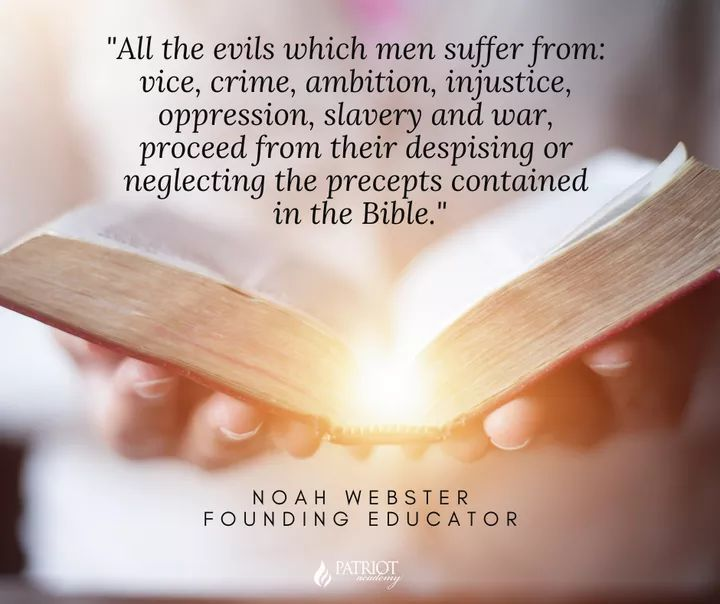 "All the evils which men suffer from:
vice, crime, ambition, injustice,
oppression, slavery and war,
proceed from their despising or
neglecting the precepts contained
in the Bible."
NOAH WEBSTER
FOUNDING EDUCATOR
PATRIOT
academy